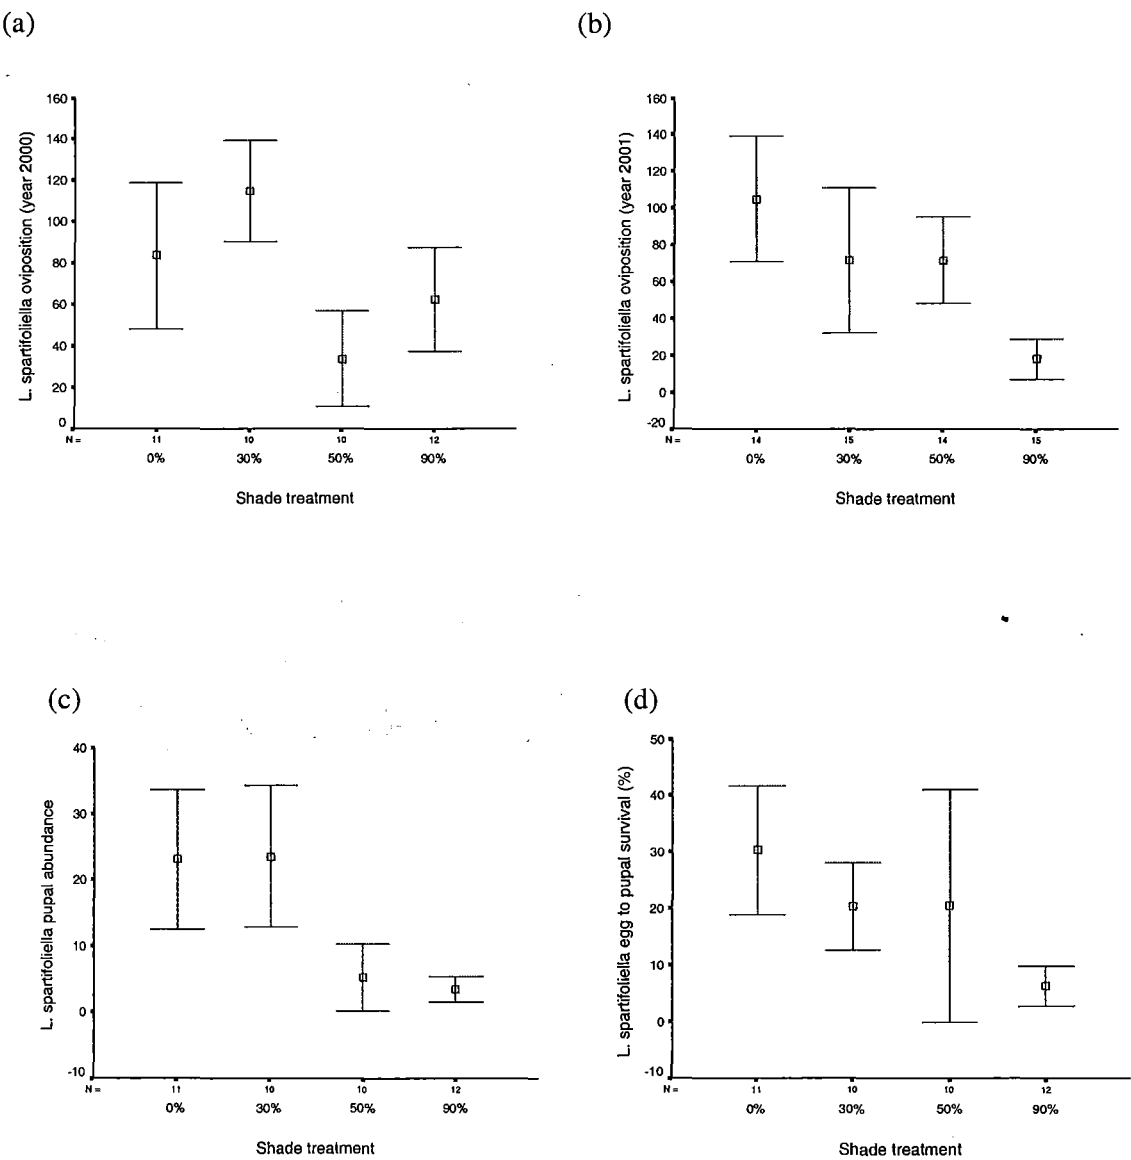 (a)
160
140
120
100
80
60
40
20
0
L. spartifoliella oviposition (year 2000)
N = 11 10 10 12
0% 30% 50% 90%
Shade treatment
(b)
160
140
120
100
80
60
40
20
0
-20
L. spartifoliella oviposition (year 2001)
N = 14 15 14 15
0% 30% 50% 90%
Shade treatment
(c)
40
30
20
10
0
-10
L. spartifoliella pupal abundance
N = 11 10 10 12
0% 30% 50% 90%
Shade treatment
(d)
50
40
30
20
10
0
-10
L. spartifoliella egg to pupal survival (%)
N = 11 10 10 12
0% 30% 50% 90%
Shade treatment